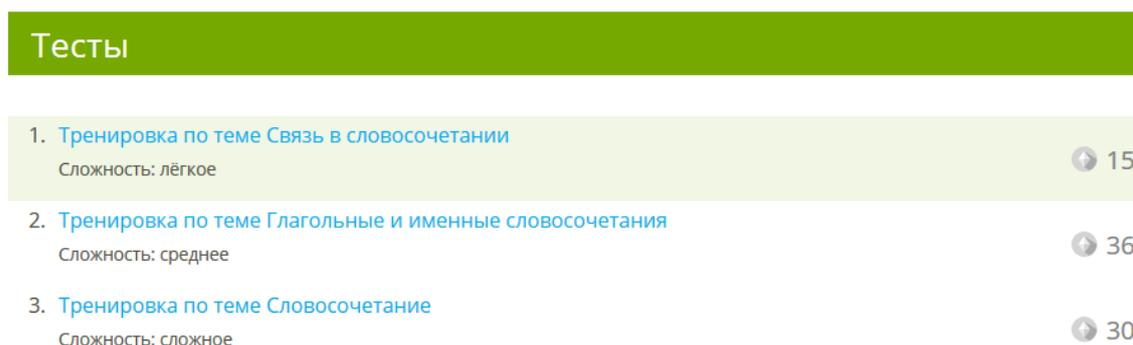 Тесты
1. Тренировка по теме Связь в словосочетании
Сложность: лёгкое
15
2. Тренировка по теме Глагольные и именные словосочетания
Сложность: среднее
36
3. Тренировка по теме Словосочетание
Сложность: сложное
30